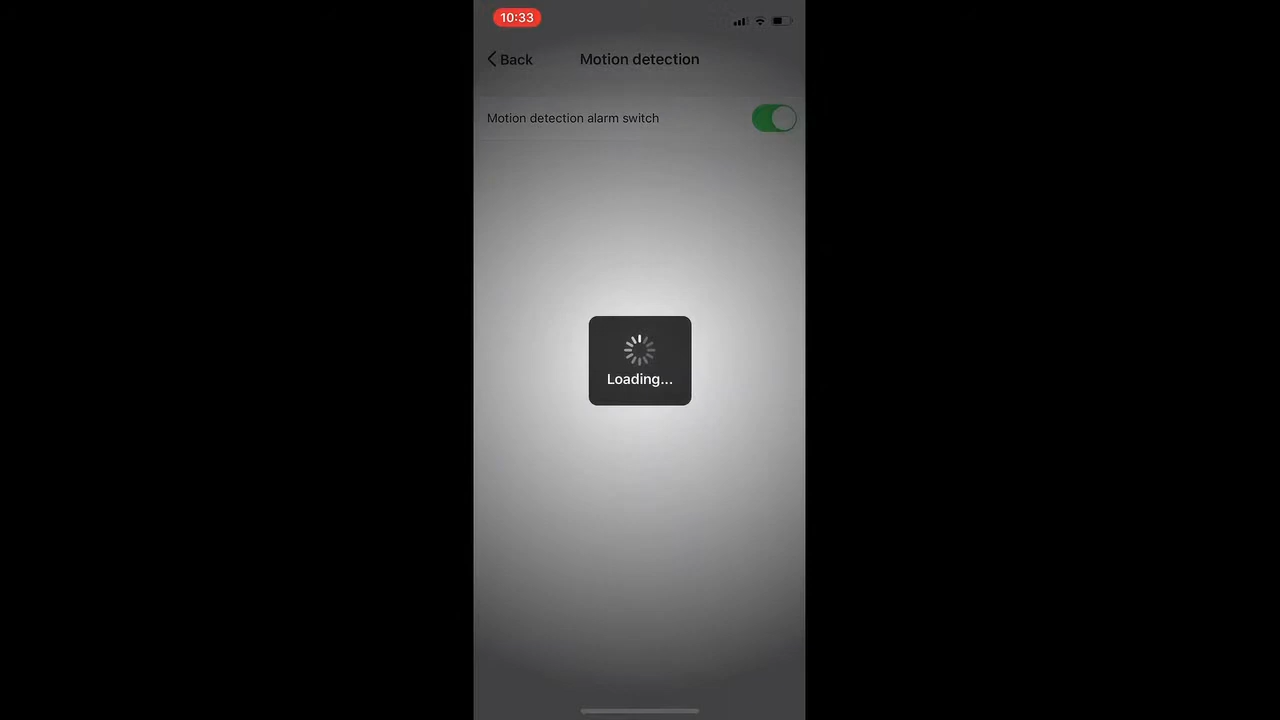 10:33
Back
Motion detection
Motion detection alarm switch
Loading...